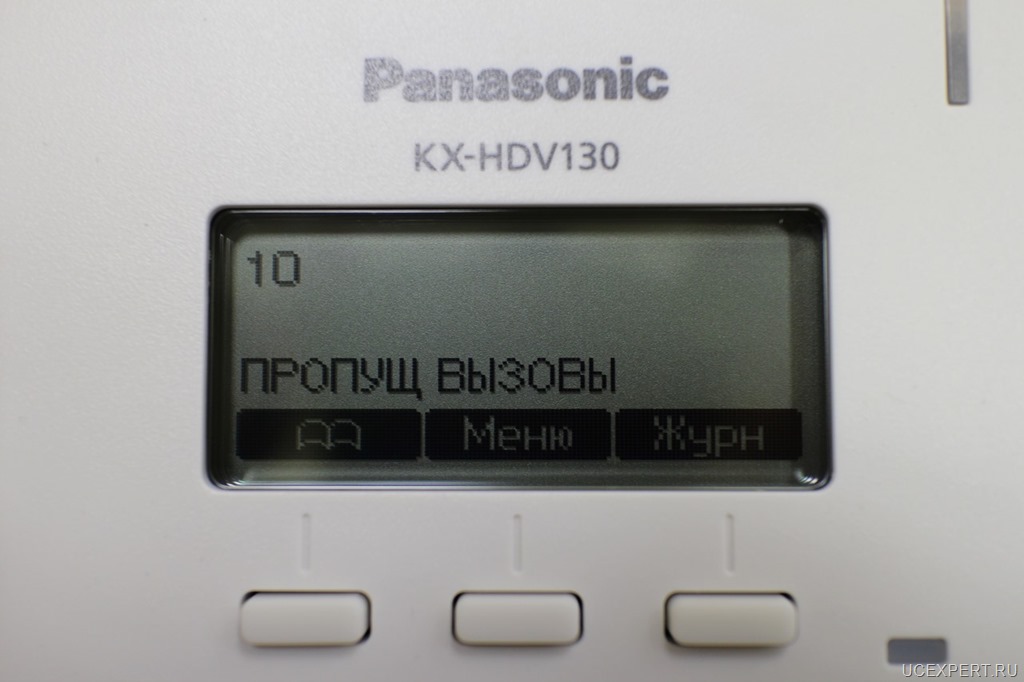 Panasonic
KX-HDV130
10
ПРОПУЩ ВЫЗОВЫ
Меню Журн
UCEXPERT.RU